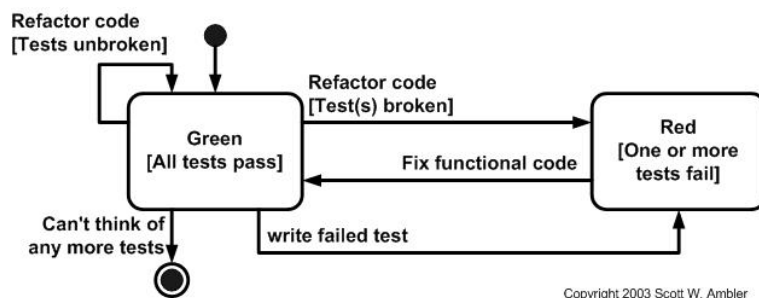 Refactor code
[Tests unbroken]
Refactor code
[Test(s) broken]
Green
[All tests pass]
Red
[One or more
tests fail]
Fix functional code
Can't think of
any more tests
write failed test
Copyright 2003 Scott W. Ambler